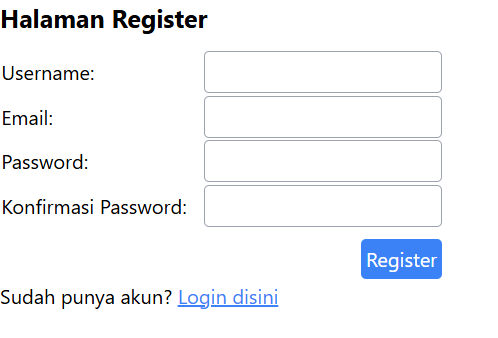 Halaman Register
Username:
Email:
Password:
Konfirmasi Password:
Register
Sudah punya akun? Login disini